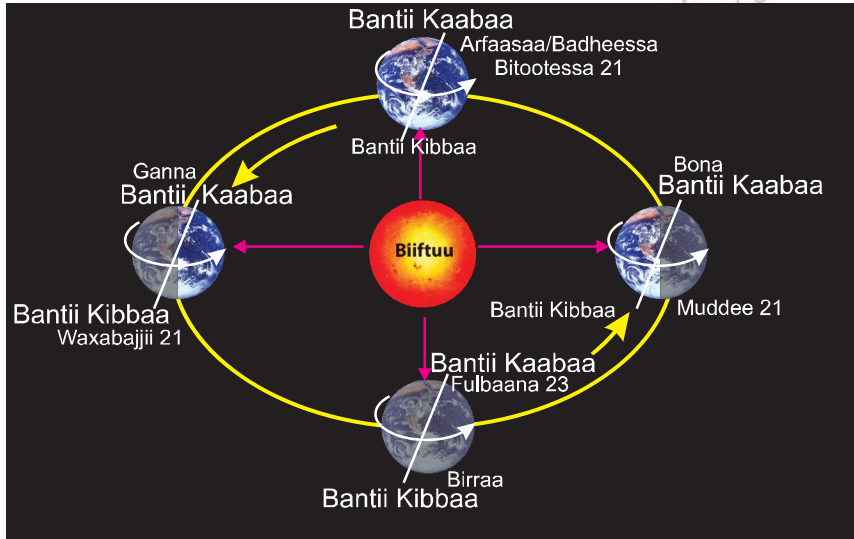 Bantii Kaabaa
Arfaasaa/Badheessa
Bitootessa 21
Bantii Kibbaa
Ganna
Bantii Kaabaa
Bona
Bantii Kaabaa
Biiftuu
Bantii Kibbaa
Waxabajjii 21
Bantii Kibbaa
Muddee 21
Bantii Kaabaa
Fulbaana 23
Birraa
Bantii Kibbaa